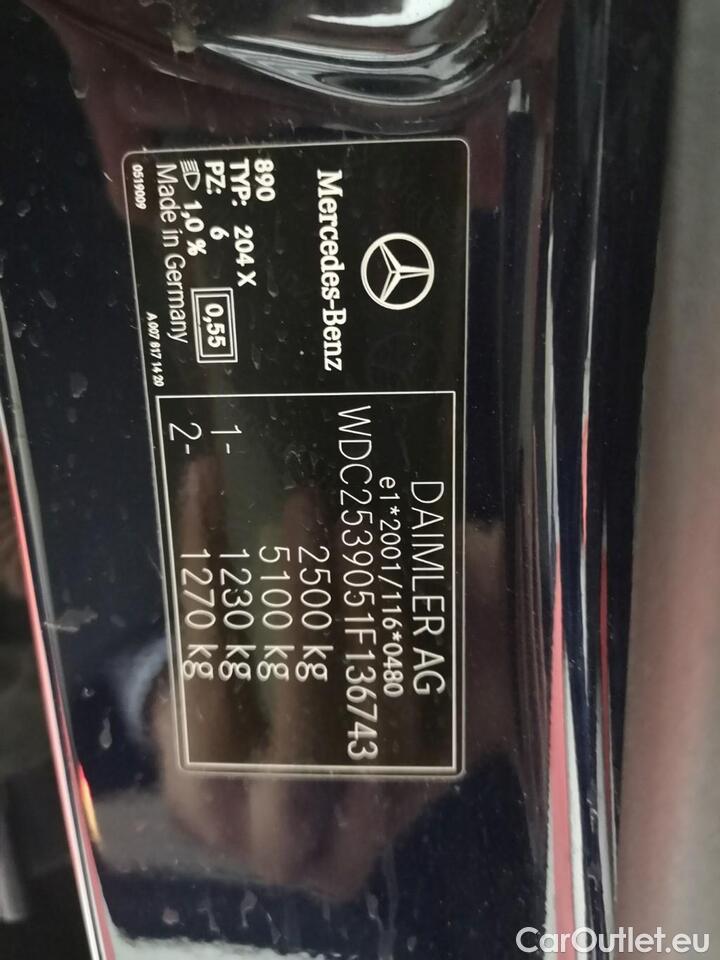 Mercedes-Benz
890
TYP: 204 X
PZ: 6
1,0 %
0,55
Made in Germany
0519009
A 007 817 14 20
DAIMLER AG
e1*2001/116*0480
WDC2539051F136743
2500 kg
5100 kg
1- 1230 kg
2- 1270 kg
CarOutlet.eu